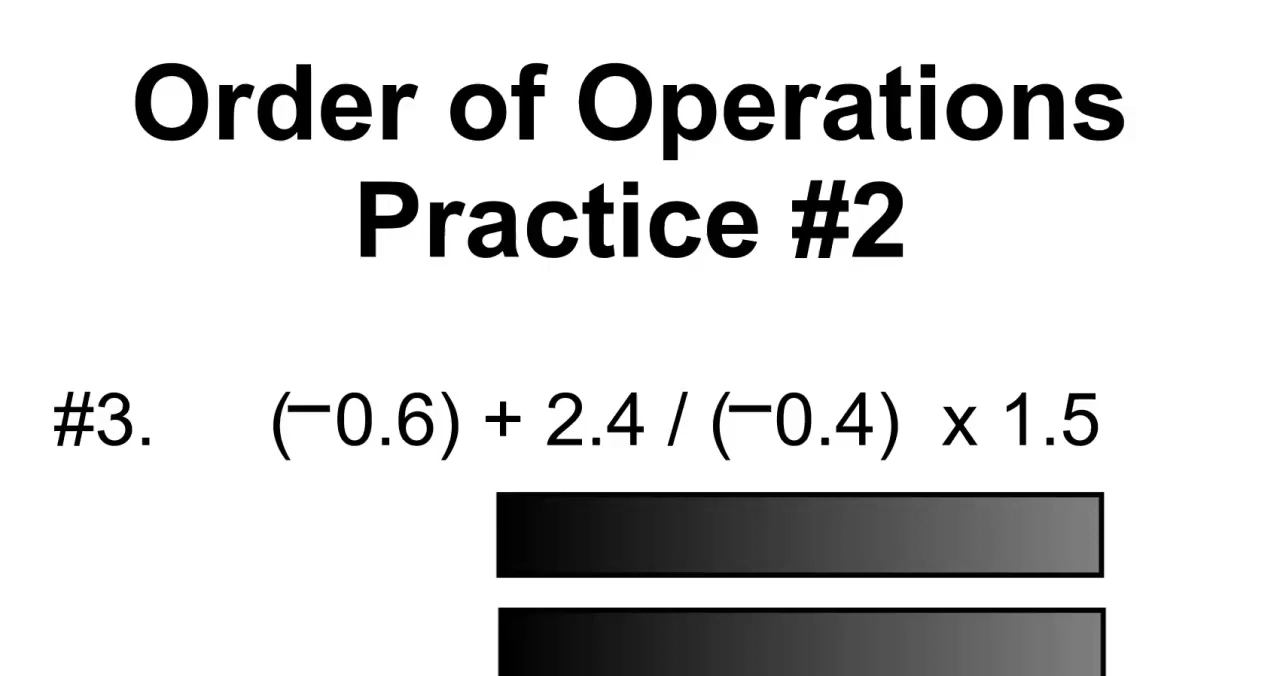 Order of Operations
Practice #2
#3. (‾0.6) + 2.4 / (‾0.4) x 1.5